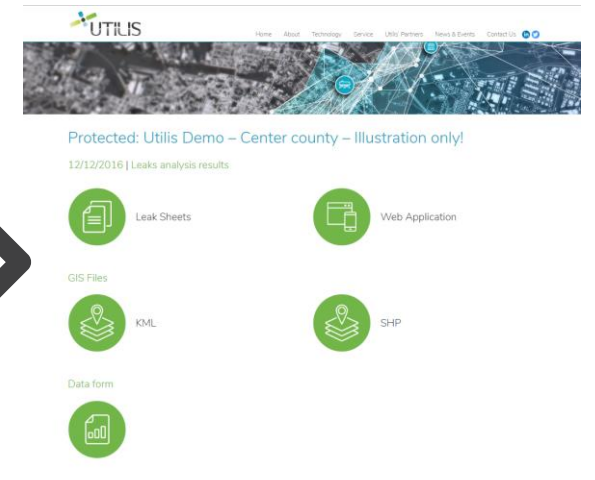 UTILIS
Home About Technology Service Utilis' Partners News & Events Contact Us in
Protected: Utilis Demo – Center county – Illustration only!
12/12/2016 | Leaks analysis results
Leak Sheets Web Application
GIS Files
KML SHP
Data form